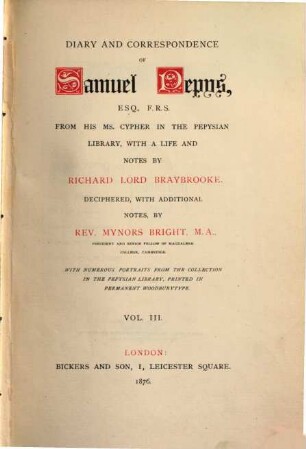 DIARY AND CORRESPONDENCE
OF
Samuel Pepys,
ESQ., F.R.S.
FROM HIS MS. CYPHER IN THE PEPYSIAN
LIBRARY, WITH A LIFE AND
NOTES BY
RICHARD LORD BRAYBROOKE.
DECIPHERED, WITH ADDITIONAL
NOTES, BY
REV. MYNORS BRIGHT, M.A.,
PRESIDENT AND SENIOR FELLOW OF MAGDALENE
COLLEGE, CAMBRIDGE.
WITH NUMEROUS PORTRAITS FROM THE COLLECTION
IN THE PEPYSIAN LIBRARY, PRINTED IN
PERMANENT WOODBURYTYPE.
VOL. III.
LONDON:
BICKERS AND SON, 1, LEICESTER SQUARE.
1876.